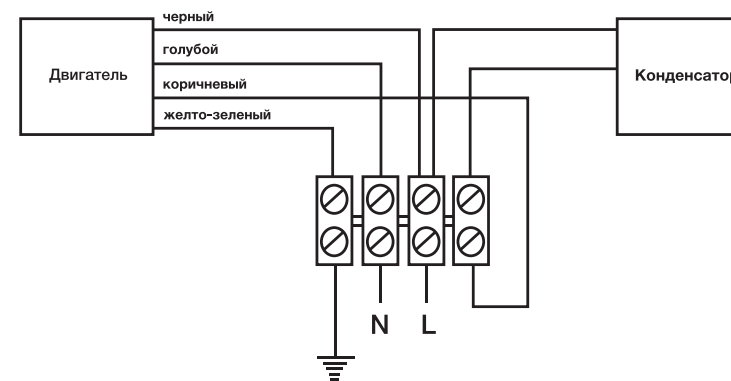 черный
голубой
Двигатель
коричневый
желто-зеленый
Конденсатор
N L